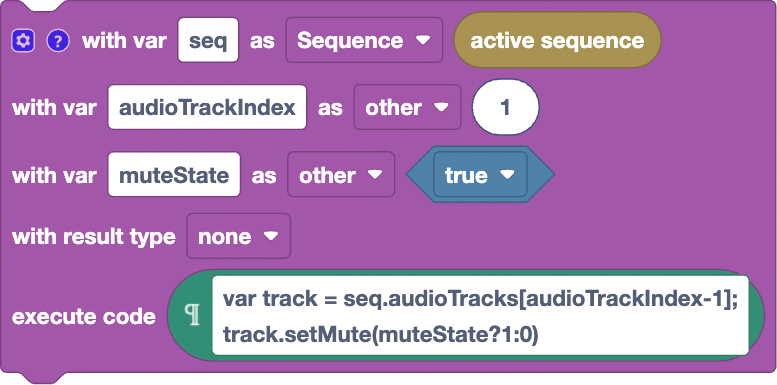 ? with var seq as Sequence active sequence
with var audioTrackIndex as other 1
with var muteState as other true
with result type none
execute code ¶ var track = seq.audioTracks[audioTrackIndex-1];
track.setMute(muteState?1:0)